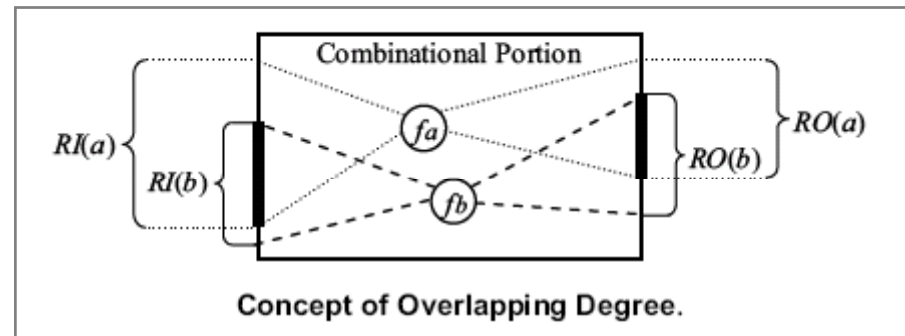 Combinational Portion
fa
RI(a)
RO(a)
RI(b)
RO(b)
fb
Concept of Overlapping Degree.